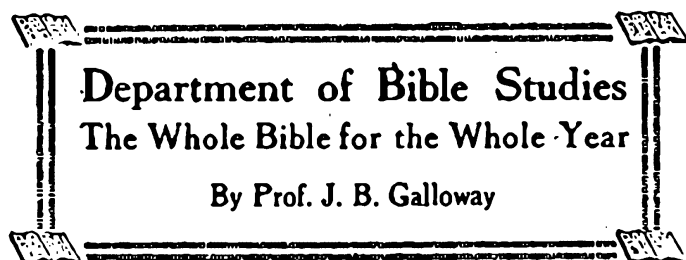 Department of Bible Studies
The Whole Bible for the Whole Year
By Prof. J. B. Galloway